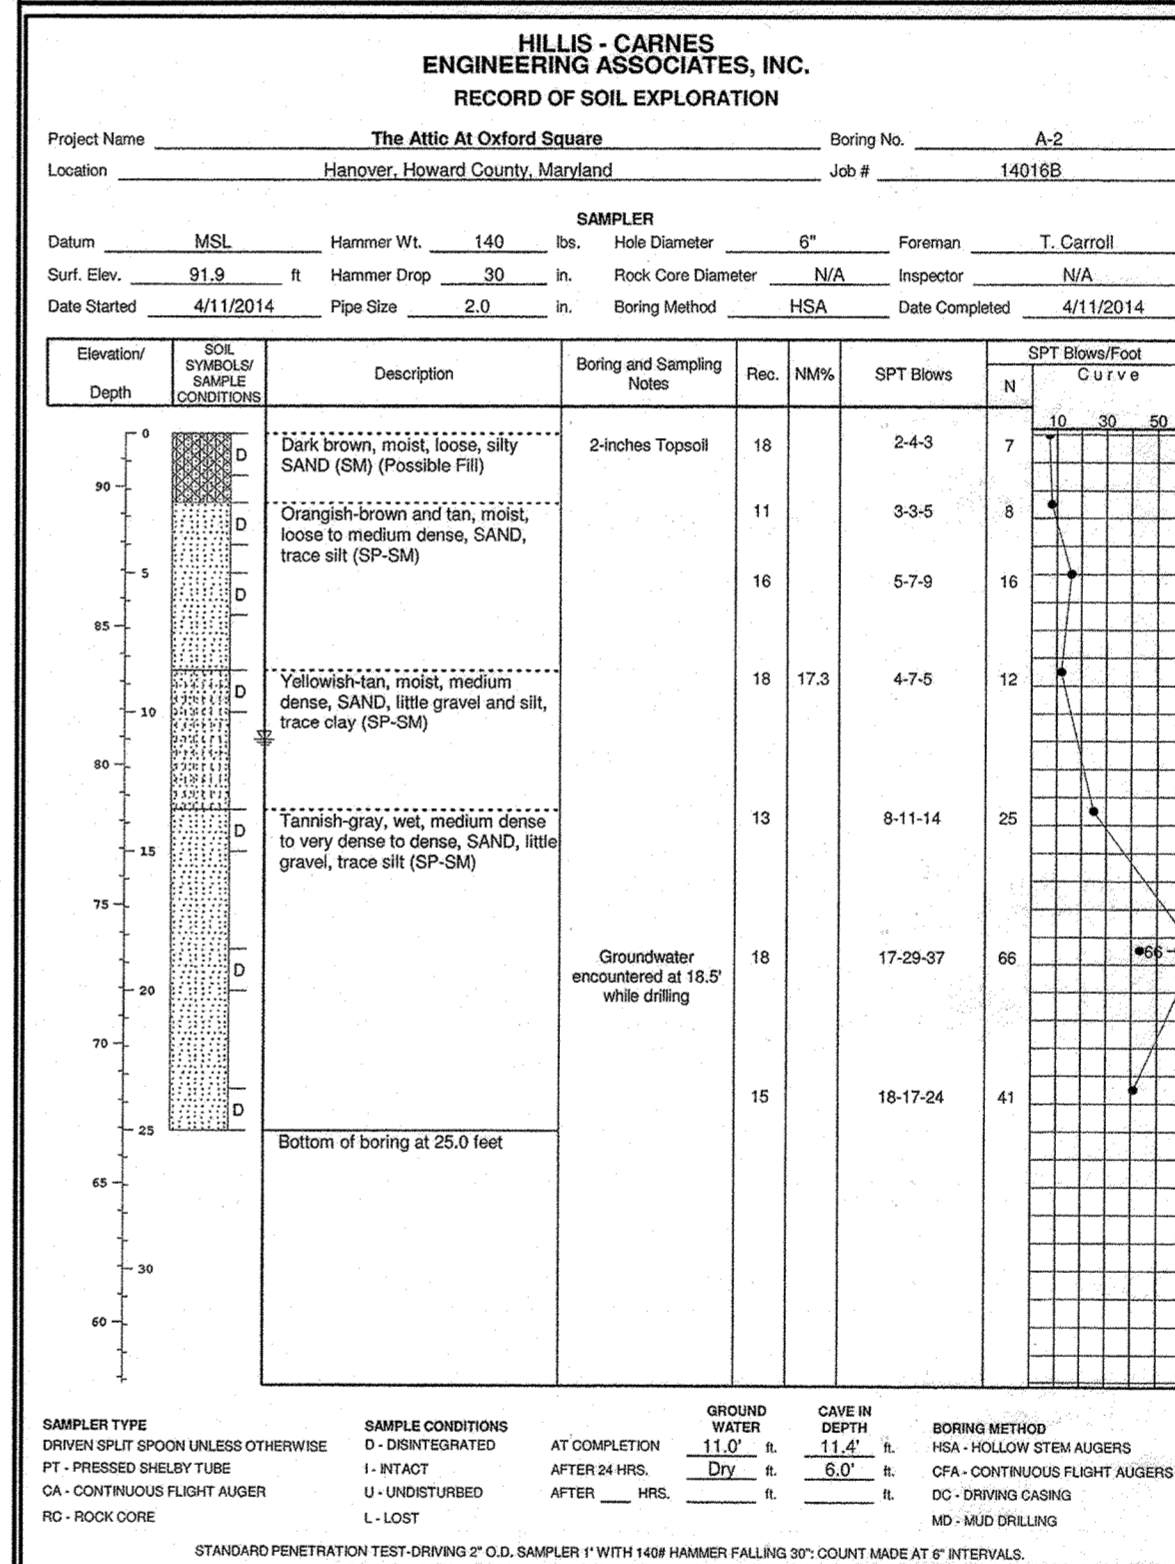 HILLIS - CARNES
ENGINEERING ASSOCIATES, INC.
RECORD OF SOIL EXPLORATION
Project Name The Attic At Oxford Square Boring No. A-2
Location Hanover, Howard County, Maryland Job # 14016B
SAMPLER
Datum MSL Hammer Wt. 140 lbs. Hole Diameter 6" Foreman T. Carroll
Surf. Elev. 91.9 ft Hammer Drop 30 in. Rock Core Diameter N/A Inspector N/A
Date Started 4/11/2014 Pipe Size 2.0 in. Boring Method HSA Date Completed 4/11/2014
Elevation/
Depth
SOIL
SYMBOLS/
SAMPLE
CONDITIONS
Description
Boring and Sampling
Notes
Rec. NM% SPT Blows
SPT Blows/Foot
N Curve
10 30 50
0
D
Dark brown, moist, loose, silty
SAND (SM) (Possible Fill)
2-inches Topsoil 18 2-4-3 7
90
D
Orangish-brown and tan, moist,
loose to medium dense, SAND,
trace silt (SP-SM)
11 3-3-5 8
5
D
16 5-7-9 16
85
D
Yellowish-tan, moist, medium
dense, SAND, little gravel and silt,
trace clay (SP-SM)
18 17.3 4-7-5 12
10
80
D
Tannish-gray, wet, medium dense
to very dense to dense, SAND, little
gravel, trace silt (SP-SM)
13 8-11-14 25
15
75
D
Groundwater
encountered at 18.5'
while drilling
18 17-29-37 66
66
20
70
D
15 18-17-24 41
25
Bottom of boring at 25.0 feet
65
30
60
SAMPLER TYPE
DRIVEN SPLIT SPOON UNLESS OTHERWISE
PT - PRESSED SHELBY TUBE
CA - CONTINUOUS FLIGHT AUGER
RC - ROCK CORE
SAMPLE CONDITIONS
D - DISINTEGRATED
I - INTACT
U - UNDISTURBED
L - LOST
GROUND
WATER
CAVE IN
DEPTH
AT COMPLETION 11.0' ft. 11.4' ft.
AFTER 24 HRS. Dry ft. 6.0' ft.
AFTER ___ HRS. ft. ft.
BORING METHOD
HSA - HOLLOW STEM AUGERS
CFA - CONTINUOUS FLIGHT AUGERS
DC - DRIVING CASING
MD - MUD DRILLING
STANDARD PENETRATION TEST-DRIVING 2" O.D. SAMPLER 1' WITH 140# HAMMER FALLING 30": COUNT MADE AT 6" INTERVALS.